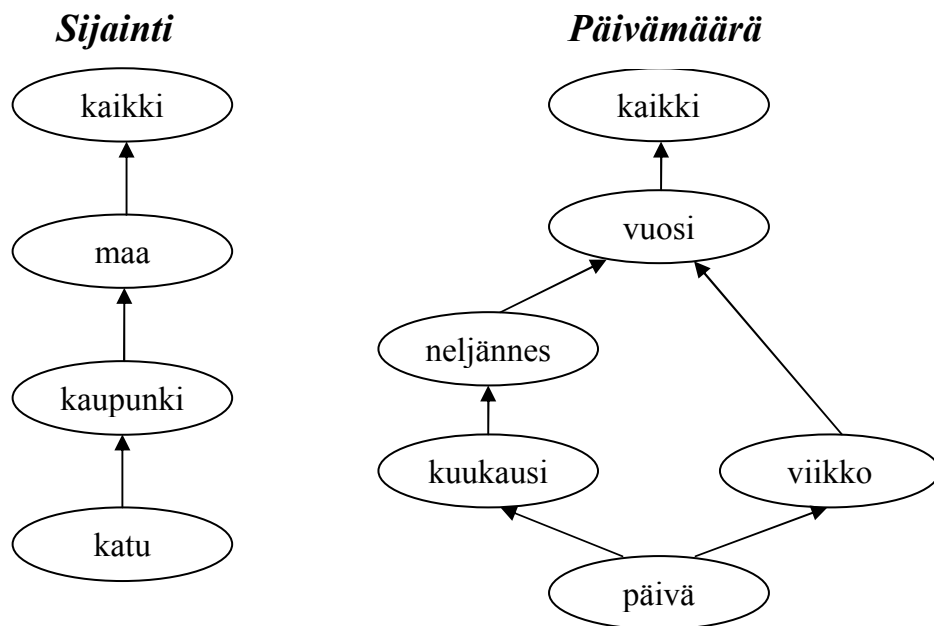 Sijainti
kaikki
maa
kaupunki
katu
Päivämäärä
kaikki
vuosi
neljännes
kuukausi
viikko
päivä